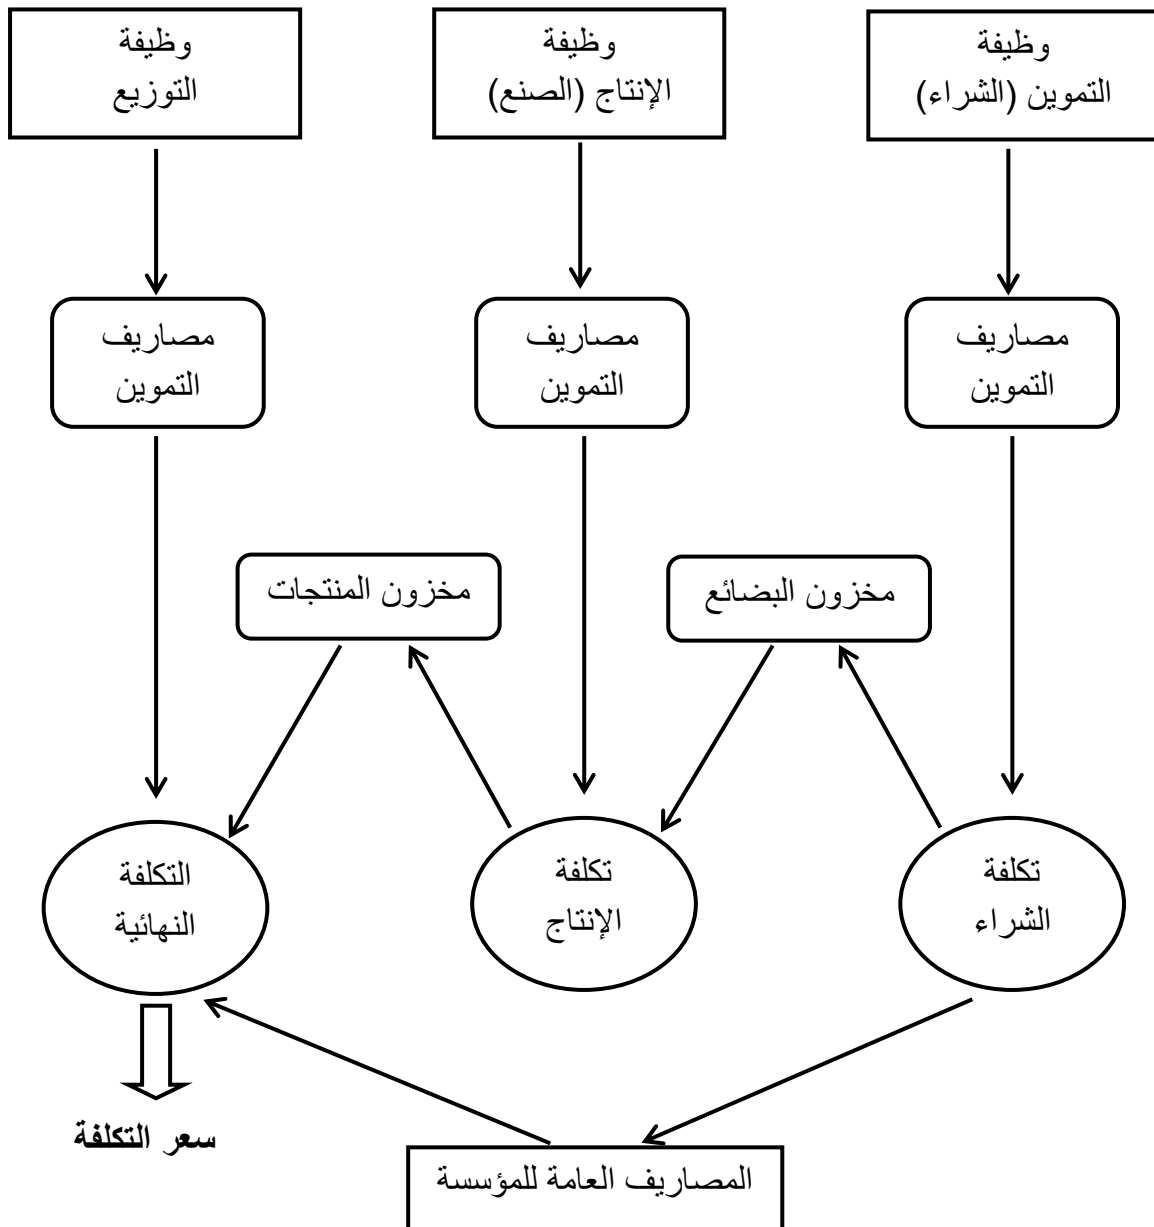 وظيفة
التموين (الشراء)
وظيفة
الإنتاج (الصنع)
وظيفة
التوزيع
مصاريف
التموين
مصاريف
التموين
مصاريف
التموين
مخزون البضائع
مخزون المنتجات
تكلفة
الشراء
تكلفة
الإنتاج
التكلفة
النهائية
سعر التكلفة
المصاريف العامة للمؤسسة